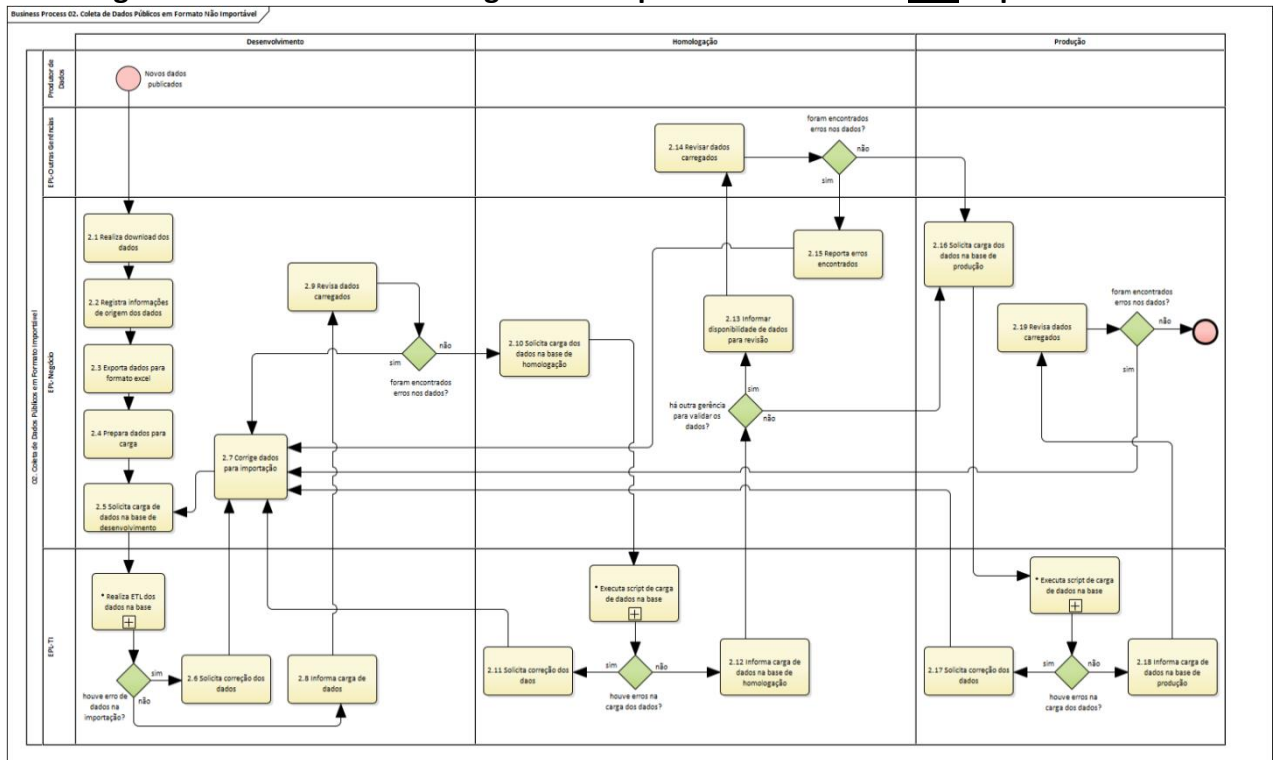 Business Process 02. Coleta de Dados Públicos em Formato Não Importável
Desenvolvimento
Homologação
Produção
02. Coleta de Dados Públicos em Formato Importável
Produtor de
Dados
Novos dados
publicados
EPL-Outras Gerências
2.14 Revisar dados
carregados
foram encontrados
erros nos dados?
não
sim
EPL-Negócio
2.1 Realiza download dos
dados
2.2 Registra informações
de origem dos dados
2.3 Exporta dados para
formato excel
2.4 Prepara dados para
carga
2.5 Solicita carga de
dados na base de
desenvolvimento
2.9 Revisa dados
carregados
não
sim
foram encontrados
erros nos dados?
2.7 Corrige dados
para importação
2.10 Solicita carga dos
dados na base de
homologação
2.15 Reporta erros
encontrados
2.13 Informar
disponibilidade de dados
para revisão
sim
há outra gerência
para validar os
dados?
não
2.16 Solicita carga dos
dados na base de
produção
2.19 Revisa dados
carregados
foram encontrados
erros nos dados?
não
sim
EPL-TI
* Realiza ETL dos
dados na base
sim
houve erro de
dados na
importação?
não
2.6 Solicita correção dos
dados
2.8 Informa carga de
dados
* Executa script de carga
de dados na base
2.11 Solicita correção dos
daos
sim
não
houve erros na
carga dos dados?
2.12 Informa carga de
dados na base de
homologação
* Executa script de carga
de dados na base
2.17 Solicita correção dos
dados
sim
não
houve erros na
carga dos dados?
2.18 Informa carga de
dados na base de
produção